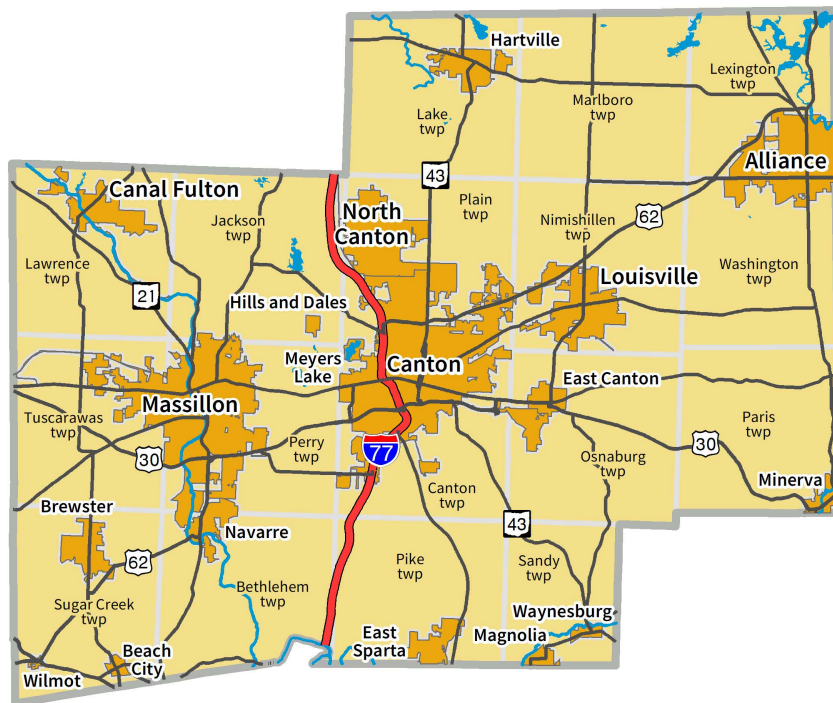 Hartville
Lexington
twp
Marlboro
twp
Lake
twp
Alliance
43
Canal Fulton
Plain
twp
North
Canton
Jackson
twp
62
Nimishillen
twp
Lawrence
twp
Louisville
Washington
twp
21
Hills and Dales
Meyers
Lake
Canton
East Canton
Massillon
Tuscarawas
twp
Paris
twp
30
Perry
twp
77
Osnaburg
twp
30
Minerva
Canton
twp
Brewster
43
Navarre
62
Pike
twp
Sandy
twp
Bethlehem
twp
Sugar Creek
twp
Waynesburg
East
Sparta
Magnolia
Beach
City
Wilmot